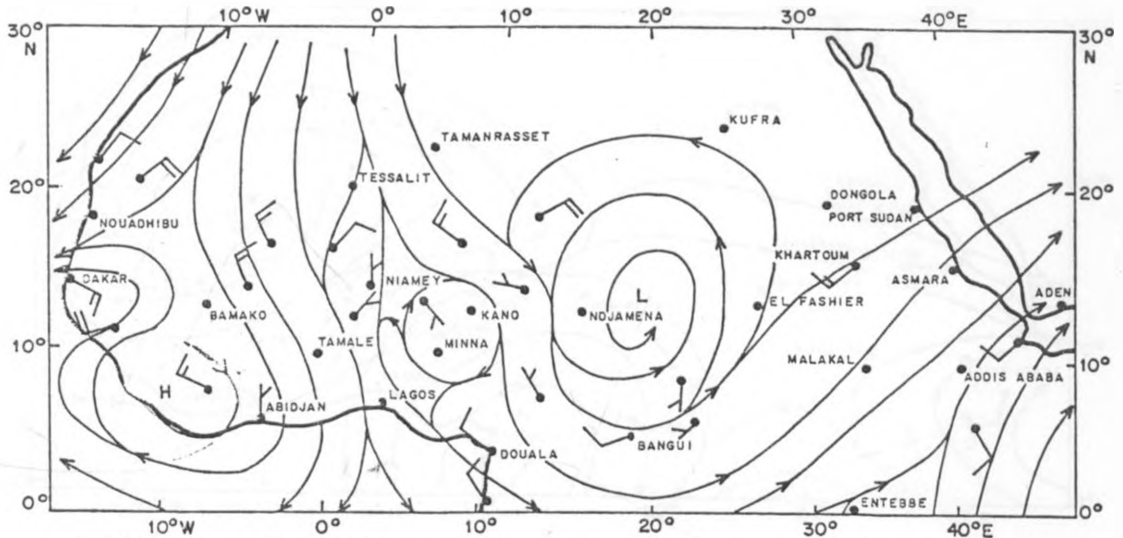 10°W 0° 10° 20° 30° 40°E
30° 30°
N N
KUFRA
TAMANRASSET
TESSALIT
20° 20°
DONGOLA
PORT SUDAN
NOUADHIBU
KHARTOUM
DAKAR
NIAMEY
ASMARA
L
ADEN
BAMAKO
KANO
NDJAMENA
EL FASHIER
TAMALE
MINNA
10° 10°
MALAKAL
ADDIS ABABA
H
LAGOS
ABIDJAN
BANGUI
DOUALA
ENTEBBE
0° 0°
10°W 0° 10° 20° 30° 40°E